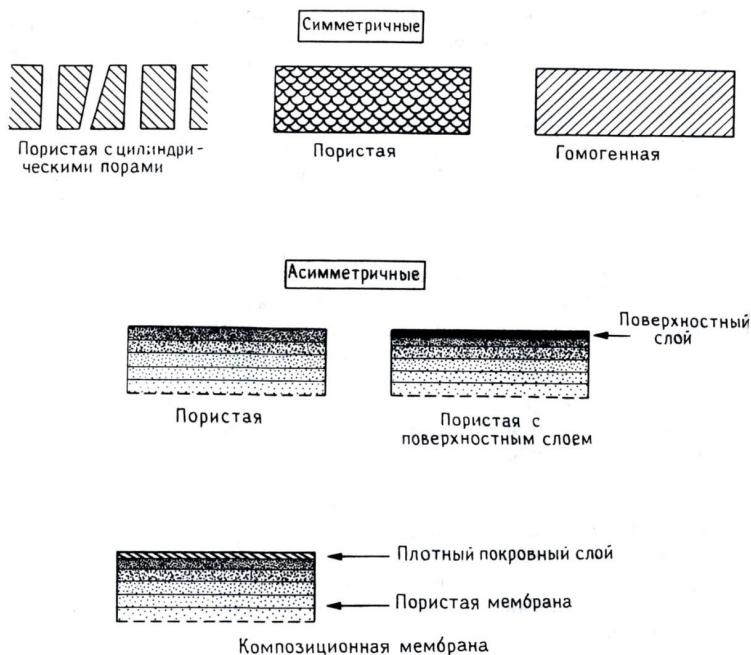 Симметричные
Пористая с цилиндри-
ческими порами
Пористая
Гомогенная
Асимметричные
Поверхностный
слой
Пористая
Пористая с
поверхностным слоем
Плотный покровный слой
Пористая мембрана
Композиционная мембрана